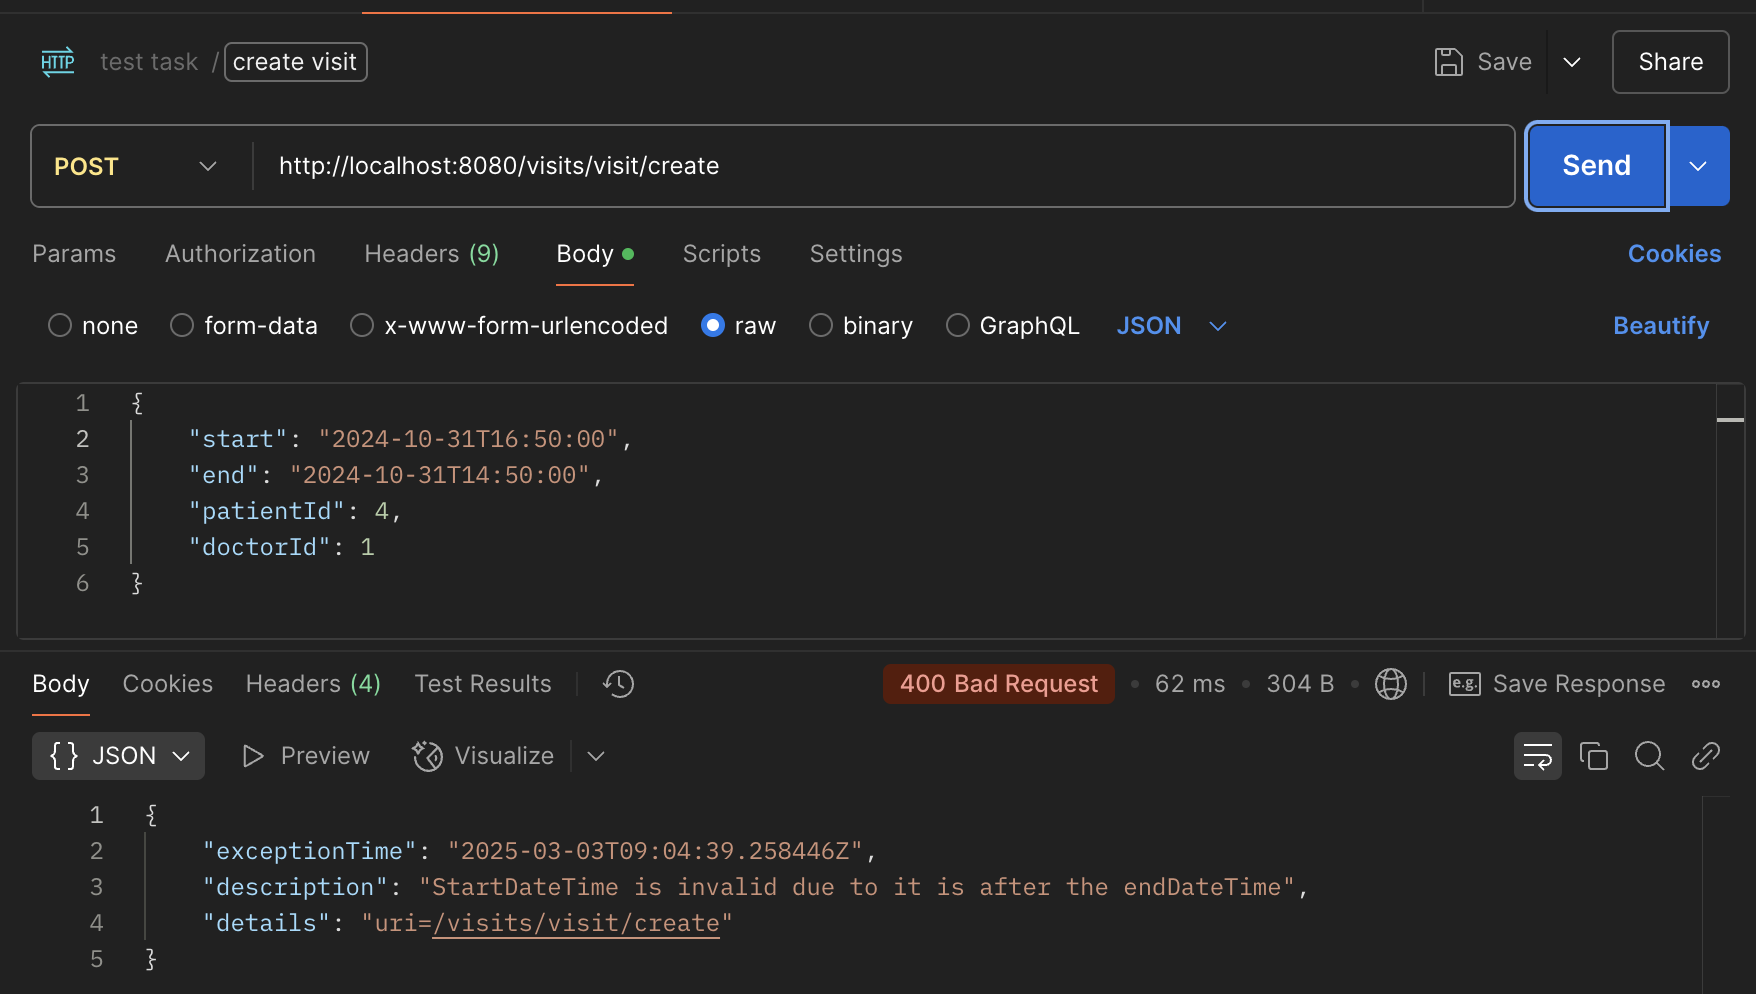 HTTP test task / create visit Save Share
POST http://localhost:8080/visits/visit/create Send
Params Authorization Headers (9) Body Scripts Settings Cookies
none form-data x-www-form-urlencoded raw binary GraphQL JSON Beautify
1 {
2 "start": "2024-10-31T16:50:00",
3 "end": "2024-10-31T14:50:00",
4 "patientId": 4,
5 "doctorId": 1
6 }
Body Cookies Headers (4) Test Results 400 Bad Request • 62 ms • 304 B • e.g. Save Response
{} JSON Preview Visualize
1 {
2 "exceptionTime": "2025-03-03T09:04:39.258446Z",
3 "description": "StartDateTime is invalid due to it is after the endDateTime",
4 "details": "uri=/visits/visit/create"
5 }